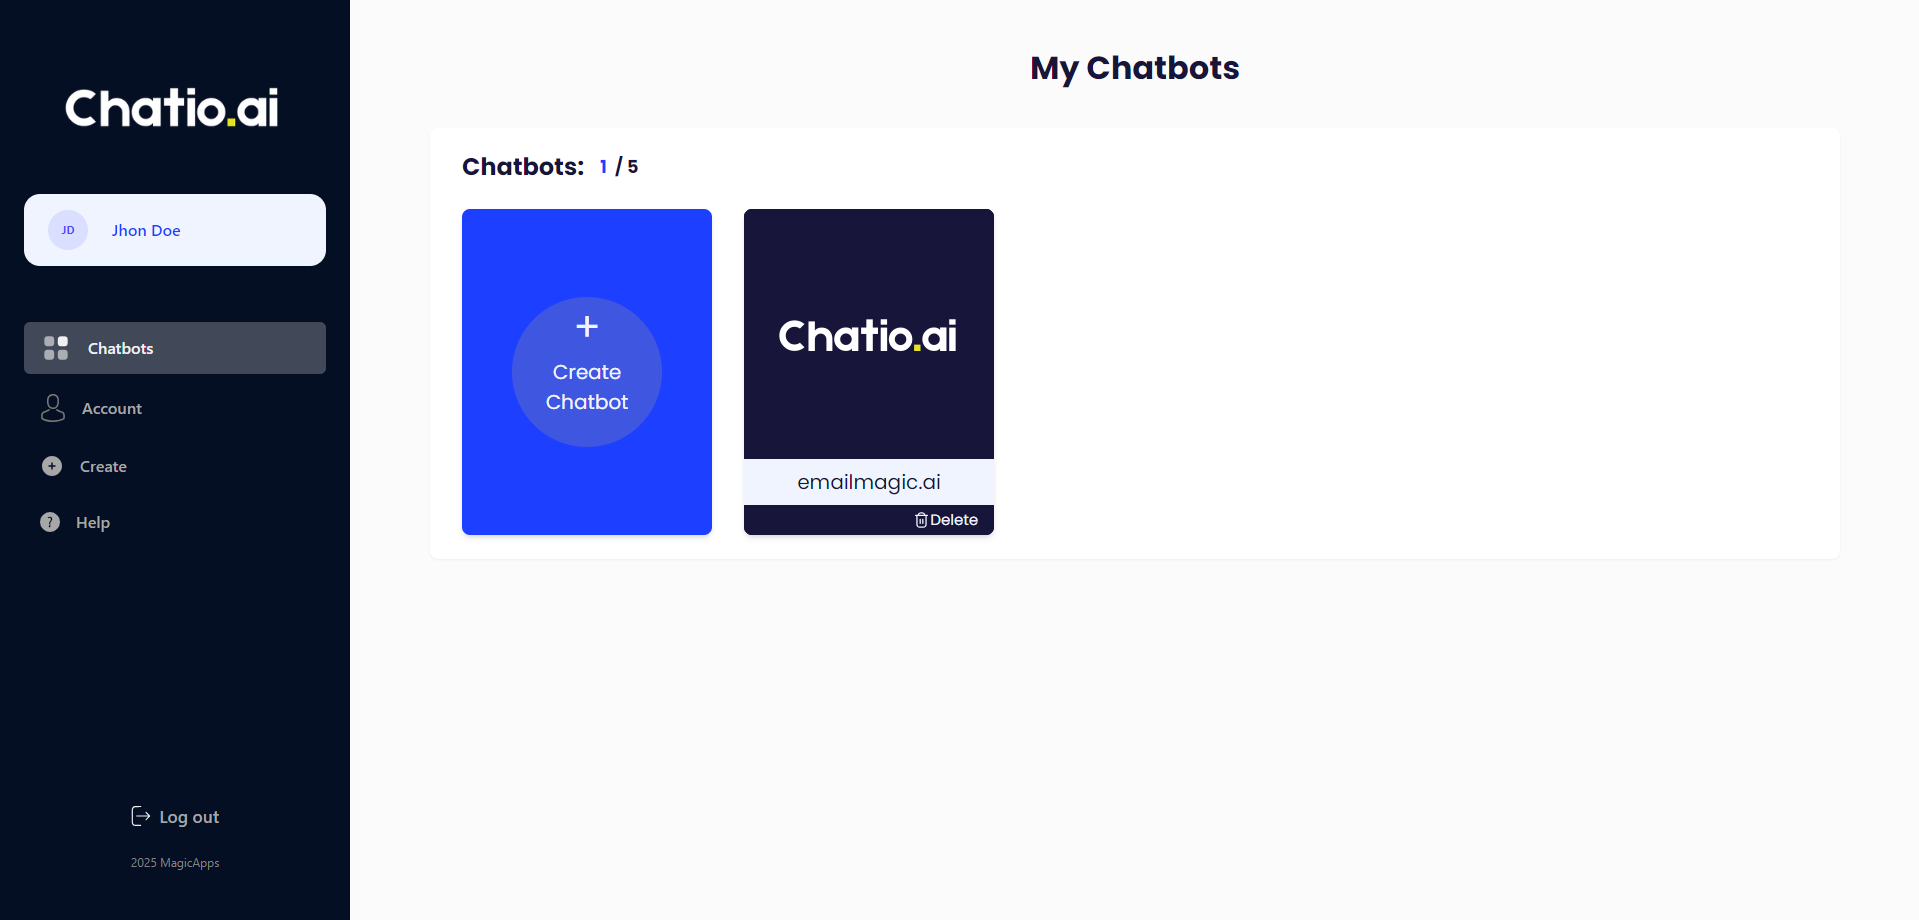 Chatio.ai
JD
Jhon Doe
Chatbots
Account
Create
Help
Log out
2025 MagicApps
My Chatbots
Chatbots: 1 / 5
+
Create
Chatbot
Chatio.ai
emailmagic.ai
Delete